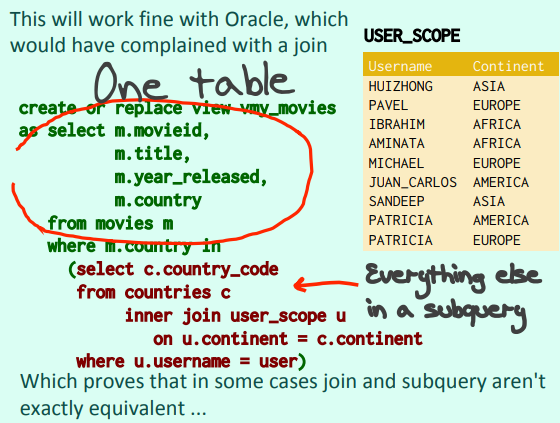 This will work fine with Oracle, which
would have complained with a join
One table
create or replace view vmy_movies
as select m.movieid,
m.title,
m.year_released,
m.country
from movies m
where m.country in
(select c.country_code
from countries c
inner join user_scope u
on u.continent = c.continent
where u.username = user)
USER_SCOPE
Username Continent
HUIZHONG ASIA
PAVEL EUROPE
IBRAHIM AFRICA
AMINATA AFRICA
MICHAEL EUROPE
JUAN_CARLOS AMERICA
SANDEEP ASIA
PATRICIA AMERICA
PATRICIA EUROPE
Everything else
in a subquery
Which proves that in some cases join and subquery aren't
exactly equivalent ...